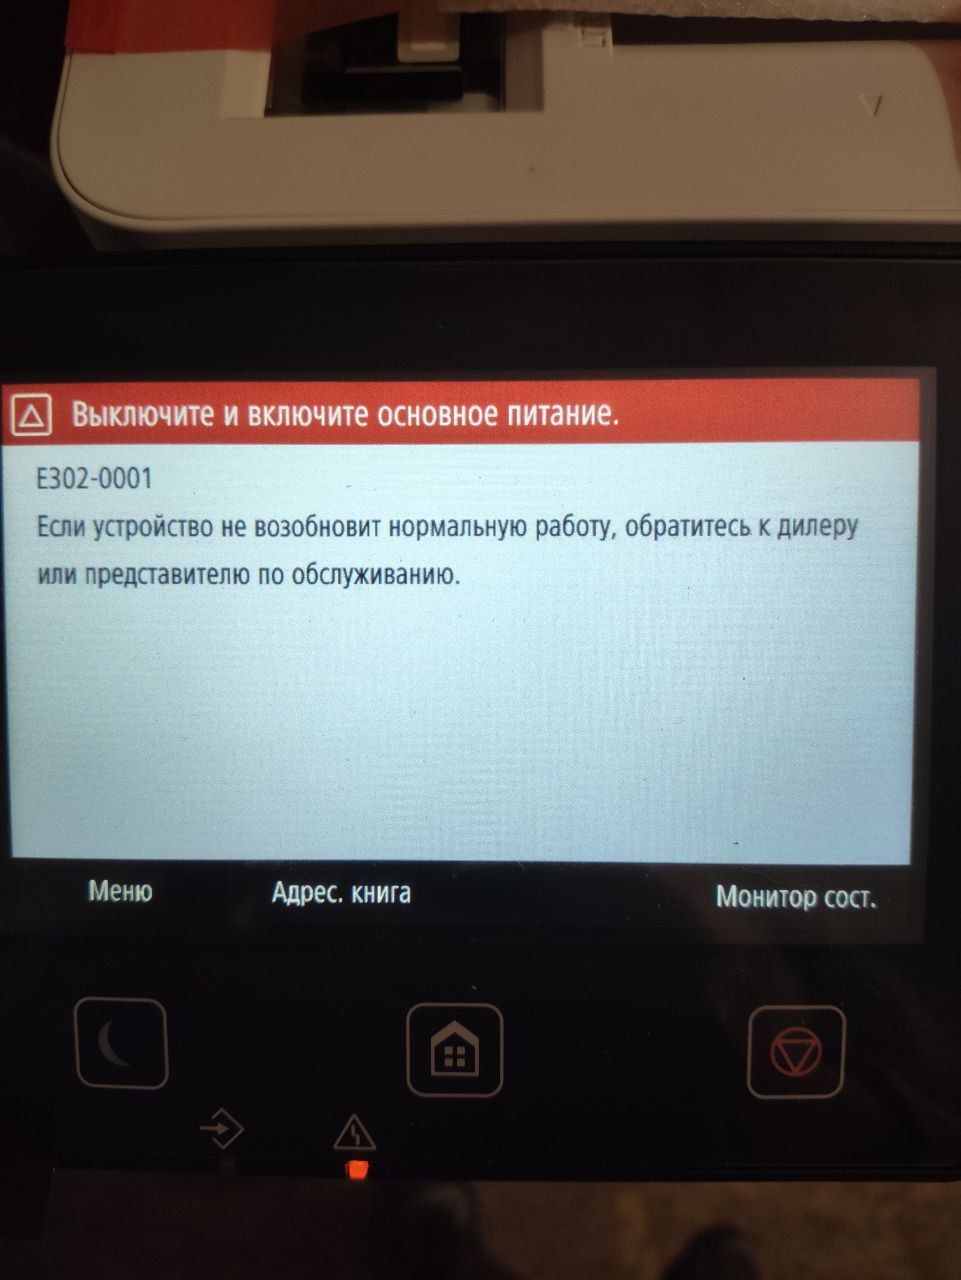 Выключите и включите основное питание.
E302-0001
Если устройство не возобновит нормальную работу, обратитесь к дилеру
или представителю по обслуживанию.
Меню Адрес. книга Монитор сост.